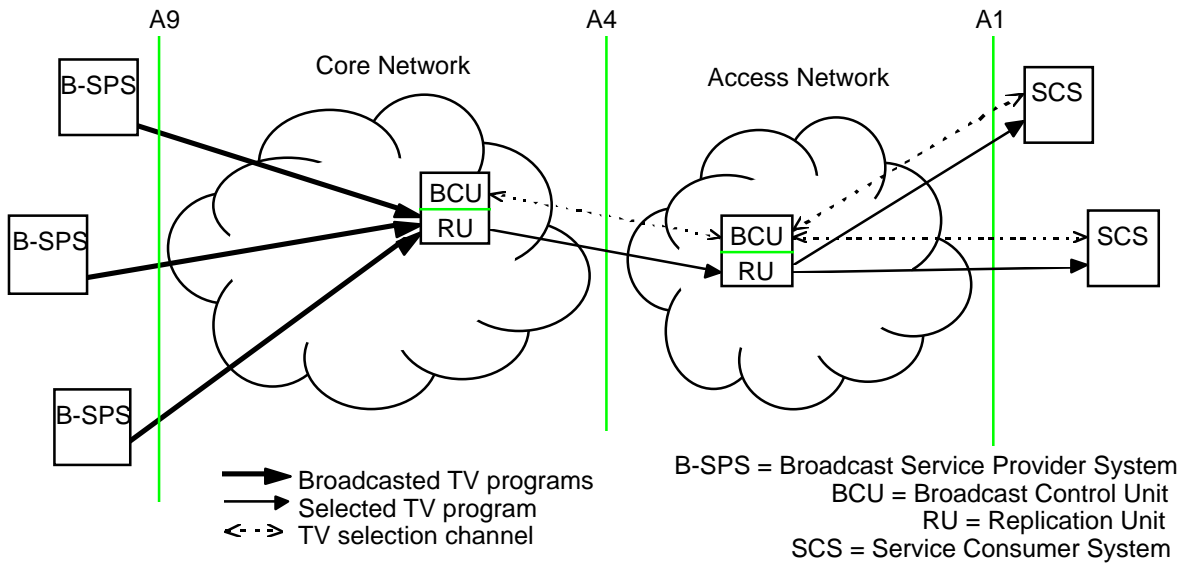 A9
A4
A1
Core Network
Access Network
B-SPS
SCS
BCU
RU
B-SPS
BCU
RU
SCS
B-SPS
Broadcasted TV programs
Selected TV program
TV selection channel
B-SPS = Broadcast Service Provider System
BCU = Broadcast Control Unit
RU = Replication Unit
SCS = Service Consumer System